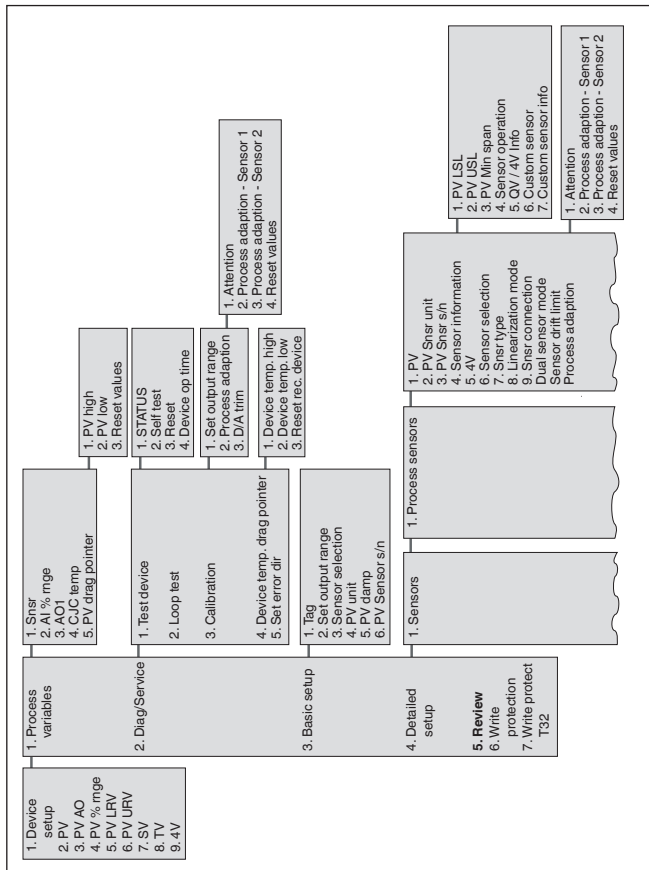 1. Device
setup
2. PV
3. PV AO
4. PV % rnge
5. PV LRV
6. PV URV
7. SV
8. TV
9. 4V
1. Process
variables
2. Diag/Service
3. Basic setup
4. Detailed
setup
5. Review
6. Write
protection
7. Write protect
T32
1. Snsr
2. AI % rnge
3. AO1
4. CJC temp
5. PV drag pointer
1. PV high
2. PV low
3. Reset values
1. Test device
2. Loop test
3. Calibration
4. Device temp. drag pointer
5. Set error dir
1. STATUS
2. Self test
3. Reset
4. Device op time
1. Set output range
2. Process adaption
3. D/A trim
1. Attention
2. Process adaption - Sensor 1
3. Process adaption - Sensor 2
4. Reset values
1. Device temp. high
2. Device temp. low
3. Reset rec. device
1. Tag
2. Set output range
3. Sensor selection
4. PV unit
5. PV damp
6. PV Sensor s/n
1. Sensors
1. Process sensors
1. PV
2. PV Snsr unit
3. PV Snsr s/n
4. Sensor information
5. 4V
6. Sensor selection
7. Snsr type
8. Linearization mode
9. Snsr connection
Dual sensor mode
Sensor drift limit
Process adaption
1. PV LSL
2. PV USL
3. PV Min span
4. Sensor operation
5. QV / 4V Info
6. Custom sensor
7. Custom sensor info
1. Attention
2. Process adaption - Sensor 1
3. Process adaption - Sensor 2
4. Reset values